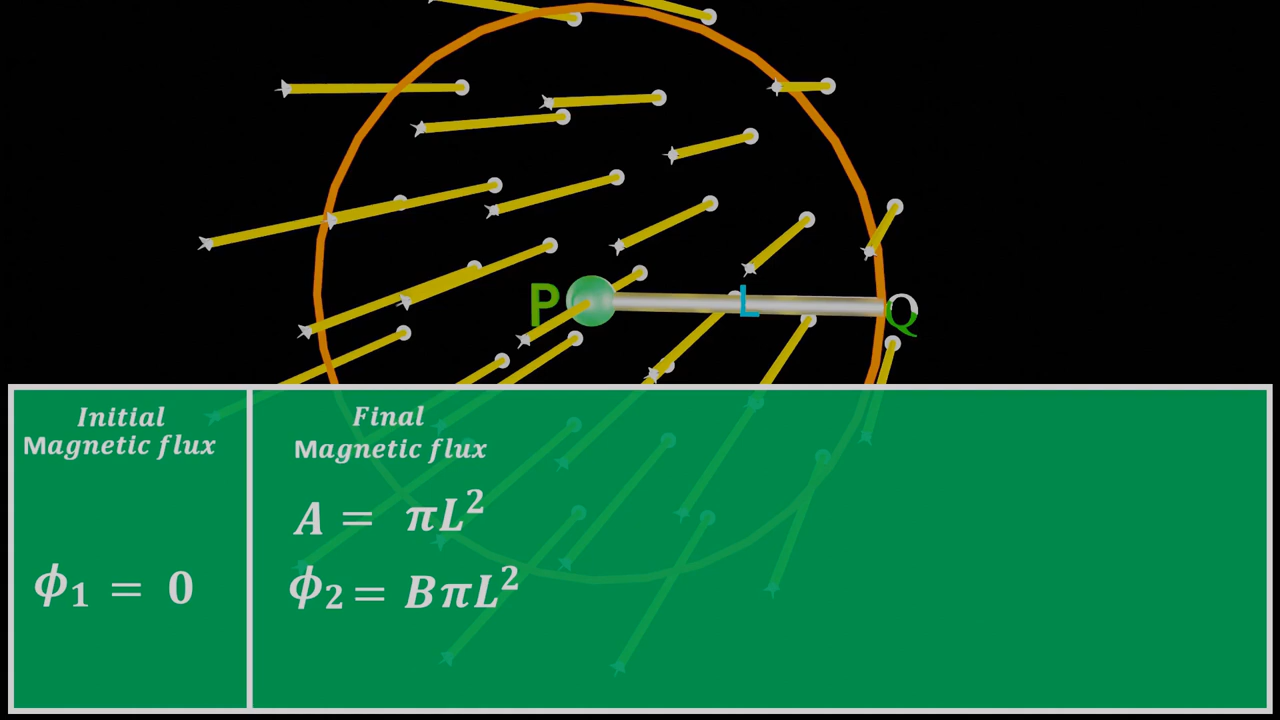 P
L
Q
Initial
Magnetic flux
ϕ₁ = 0
Final
Magnetic flux
A = πL²
ϕ₂ = BπL²